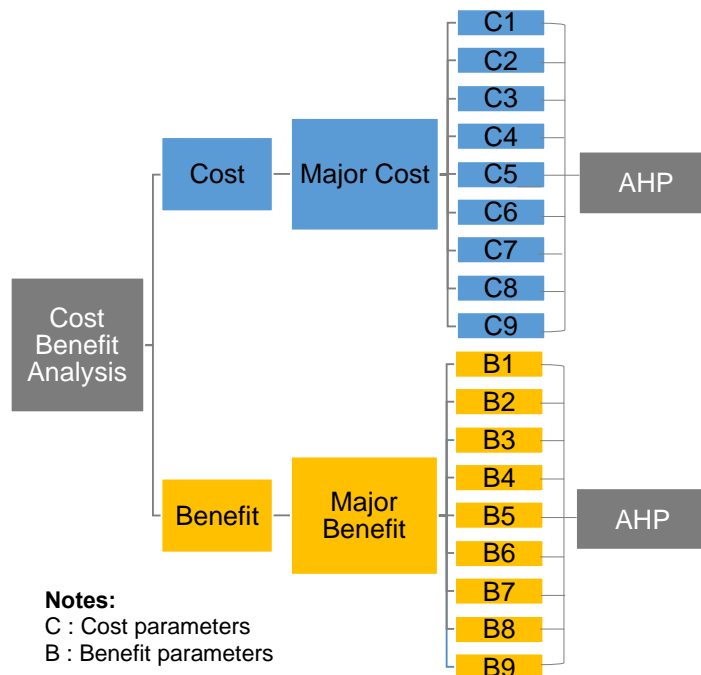 C1
C2
C3
C4
C5
C6
C7
C8
C9
Cost
Major Cost
AHP
Cost
Benefit
Analysis
B1
B2
B3
B4
B5
B6
B7
B8
B9
Benefit
Major
Benefit
AHP
Notes:
C : Cost parameters
B : Benefit parameters